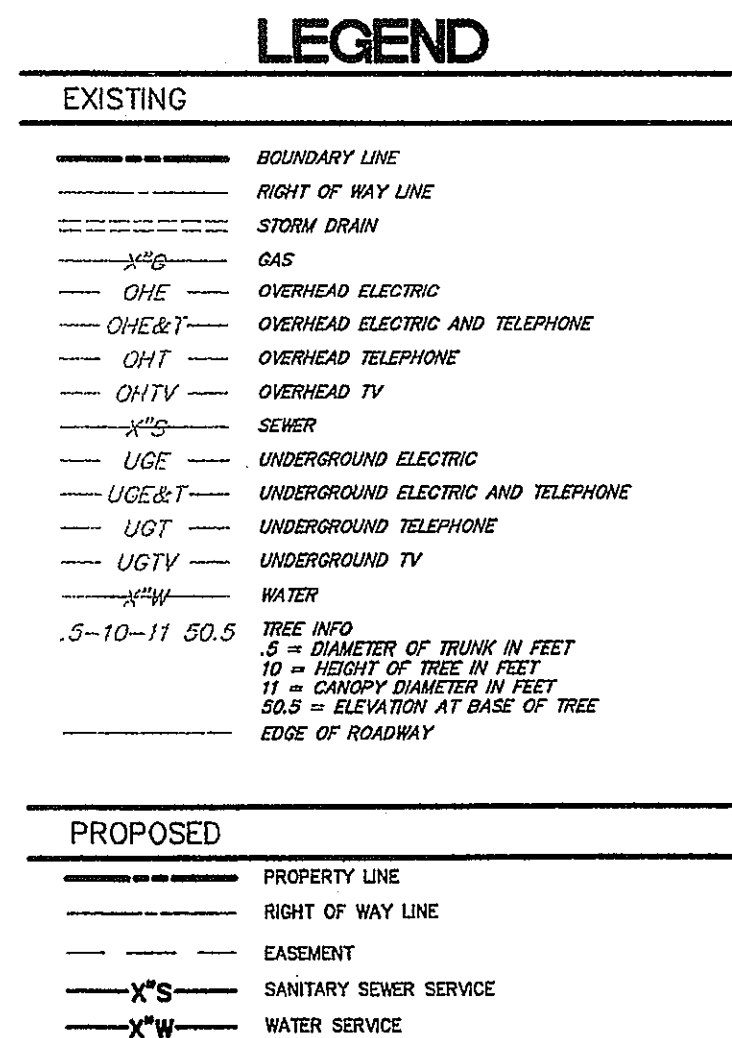 LEGEND
EXISTING
BOUNDARY LINE
RIGHT OF WAY LINE
STORM DRAIN
X"G GAS
OHE OVERHEAD ELECTRIC
OHE&T OVERHEAD ELECTRIC AND TELEPHONE
OHT OVERHEAD TELEPHONE
OHTV OVERHEAD TV
X"S SEWER
UGE UNDERGROUND ELECTRIC
UGE&T UNDERGROUND ELECTRIC AND TELEPHONE
UGT UNDERGROUND TELEPHONE
UGTV UNDERGROUND TV
X"W WATER
.5-10-11 50.5 TREE INFO
.5 = DIAMETER OF TRUNK IN FEET
10 = HEIGHT OF TREE IN FEET
11 = CANOPY DIAMETER IN FEET
50.5 = ELEVATION AT BASE OF TREE
EDGE OF ROADWAY
PROPOSED
PROPERTY LINE
RIGHT OF WAY LINE
EASEMENT
X"S SANITARY SEWER SERVICE
X"W WATER SERVICE